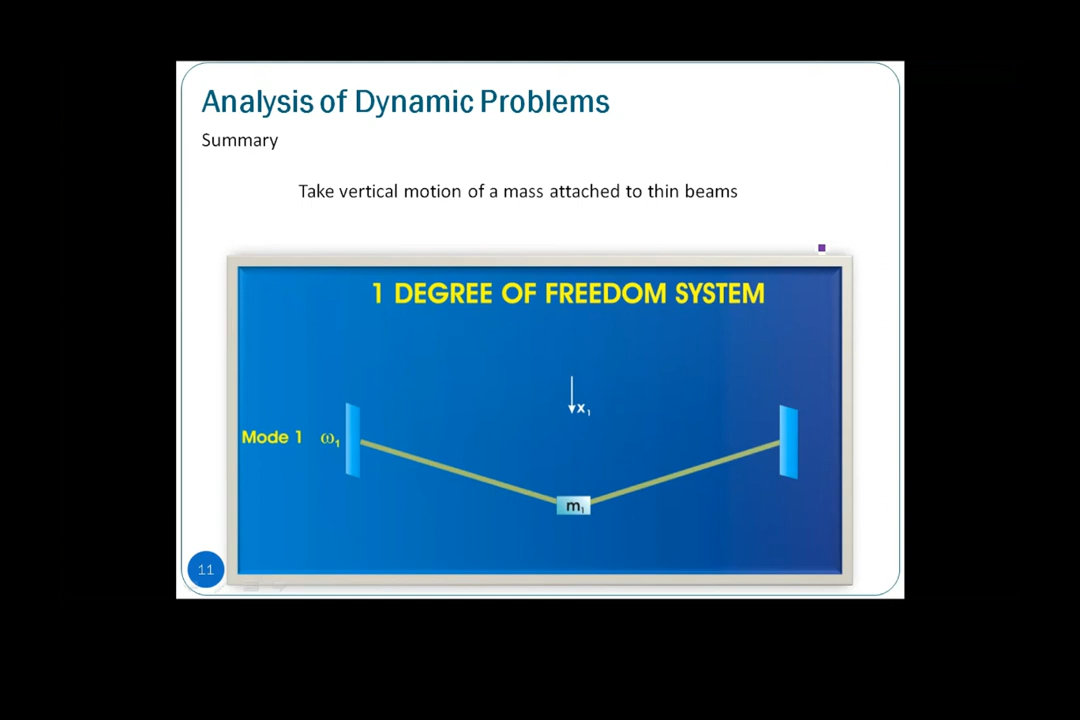 Analysis of Dynamic Problems
Summary
Take vertical motion of a mass attached to thin beams
1 DEGREE OF FREEDOM SYSTEM
x₁
Mode 1 ω₁
m₁
11